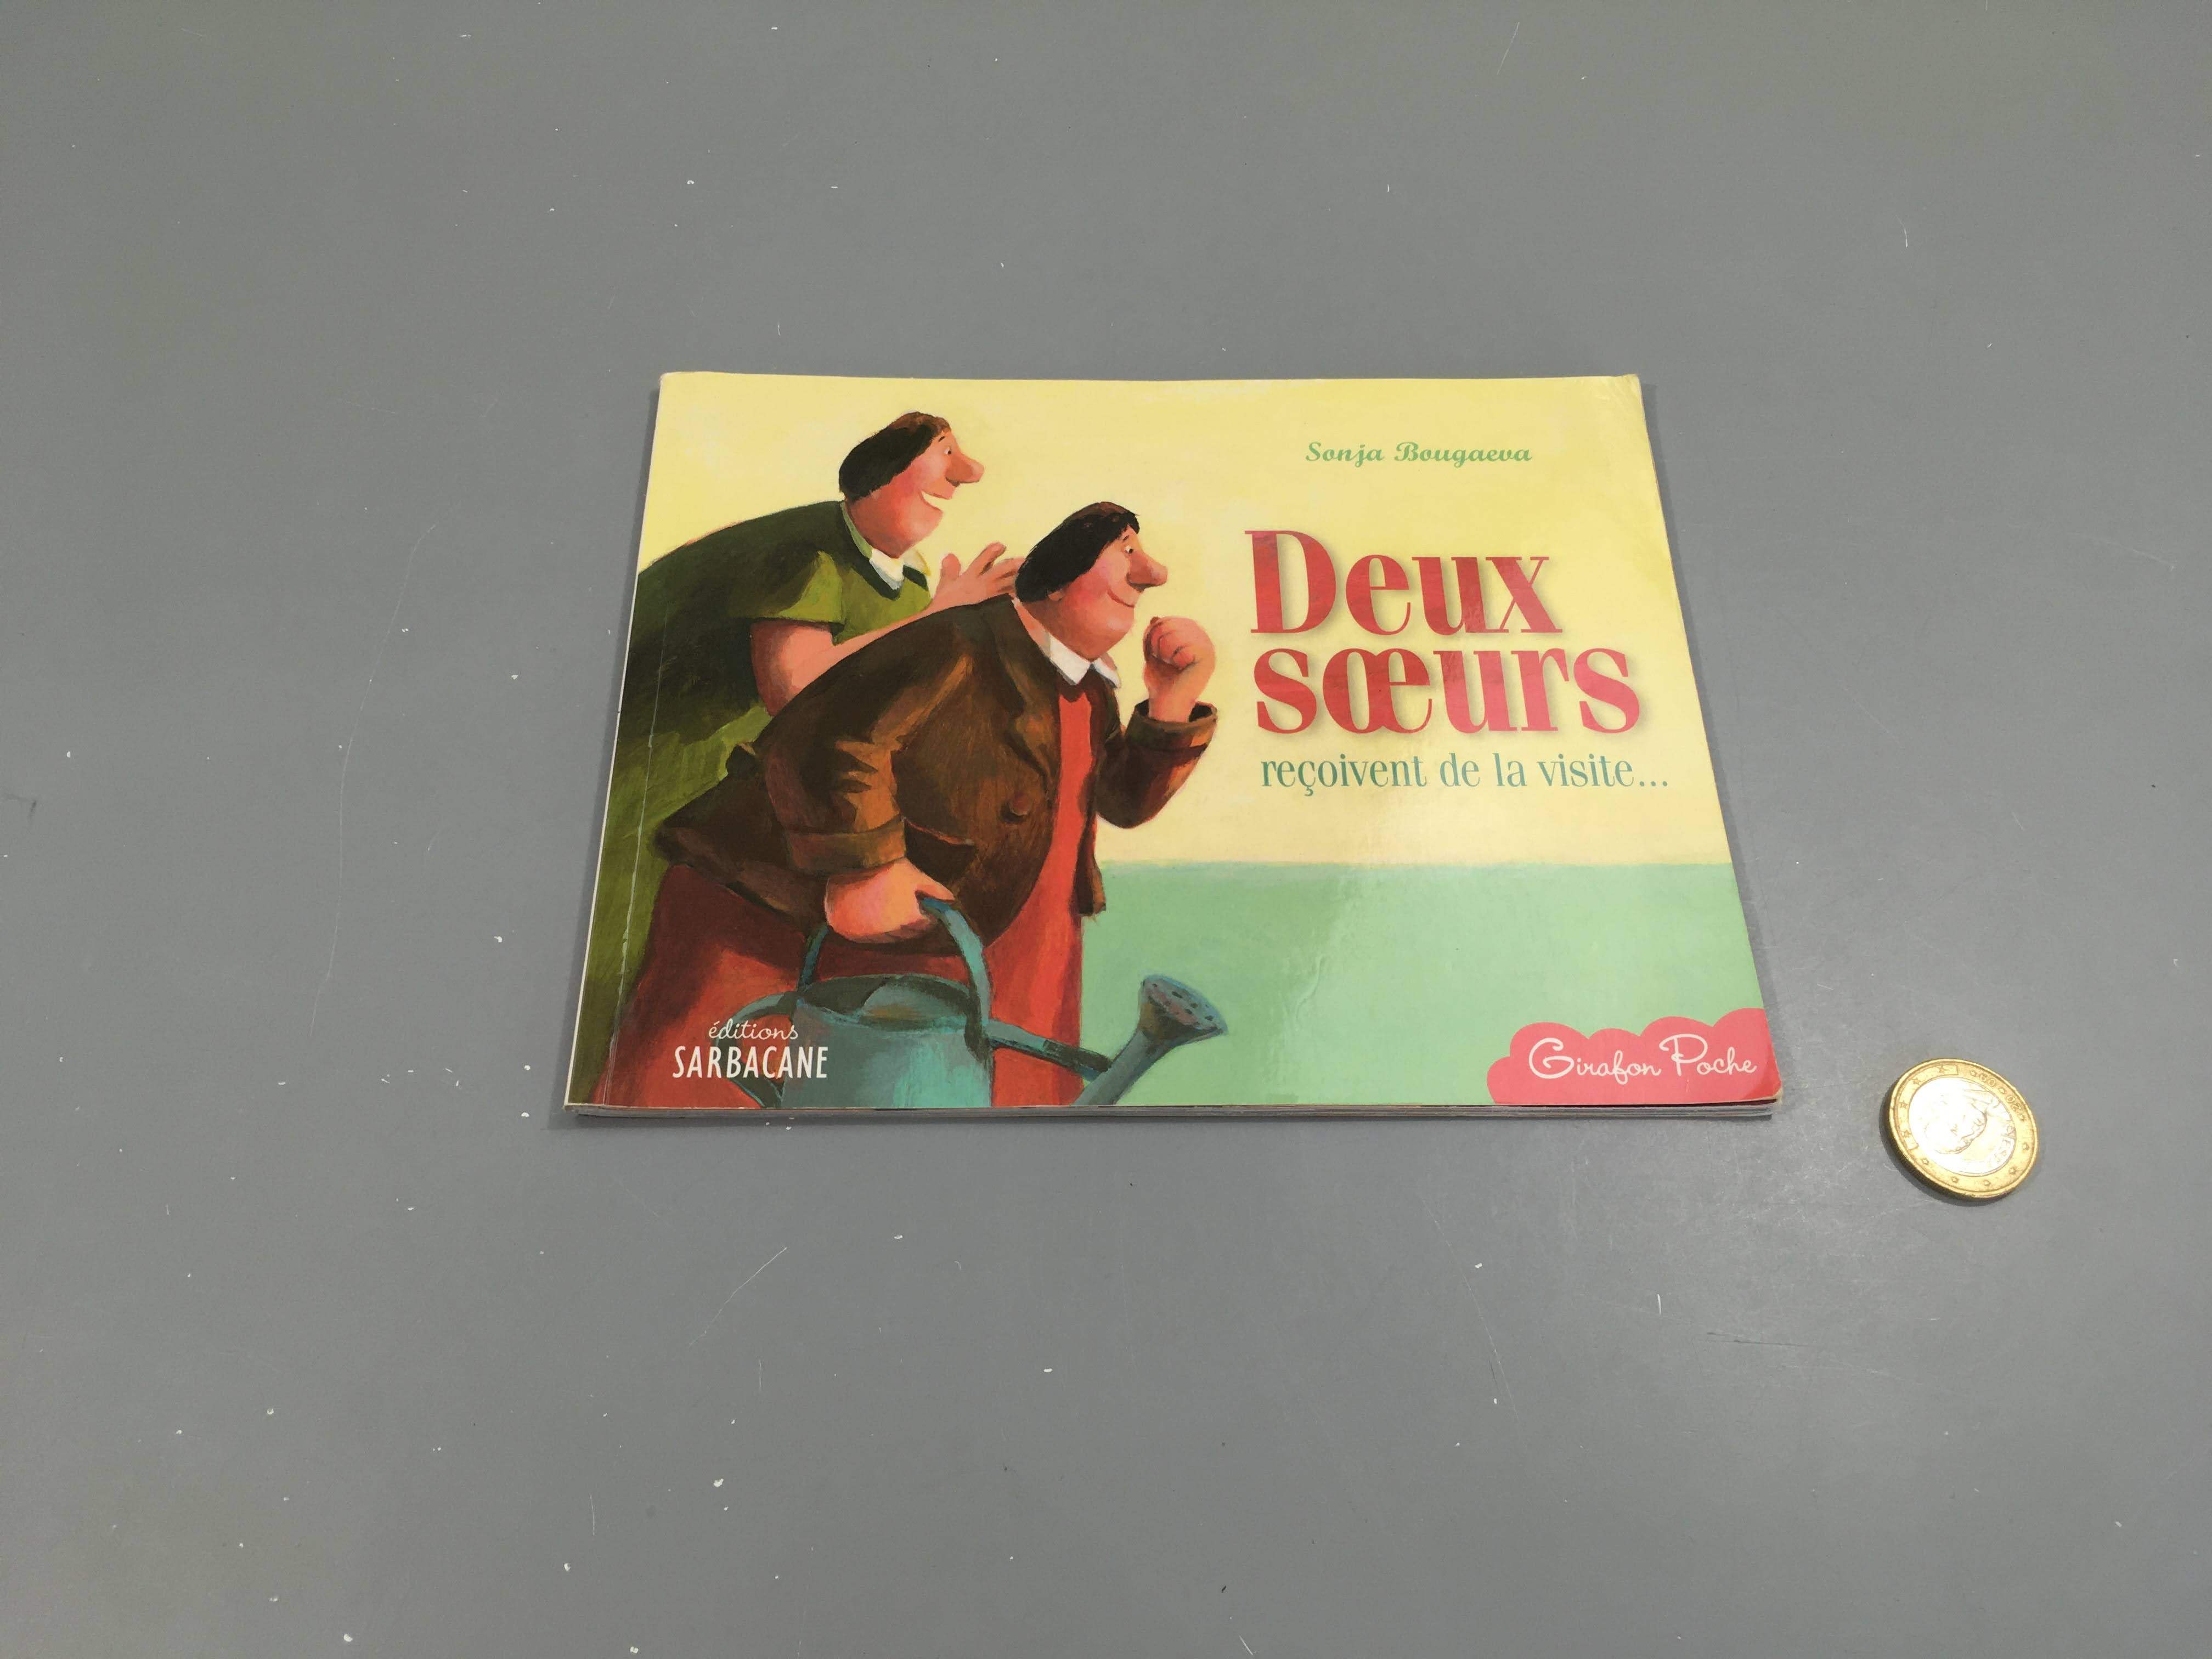 Sonja Bougaeva
Deux
sœurs
reçoivent de la visite...
éditions
SARBACANE
Girafon Poche